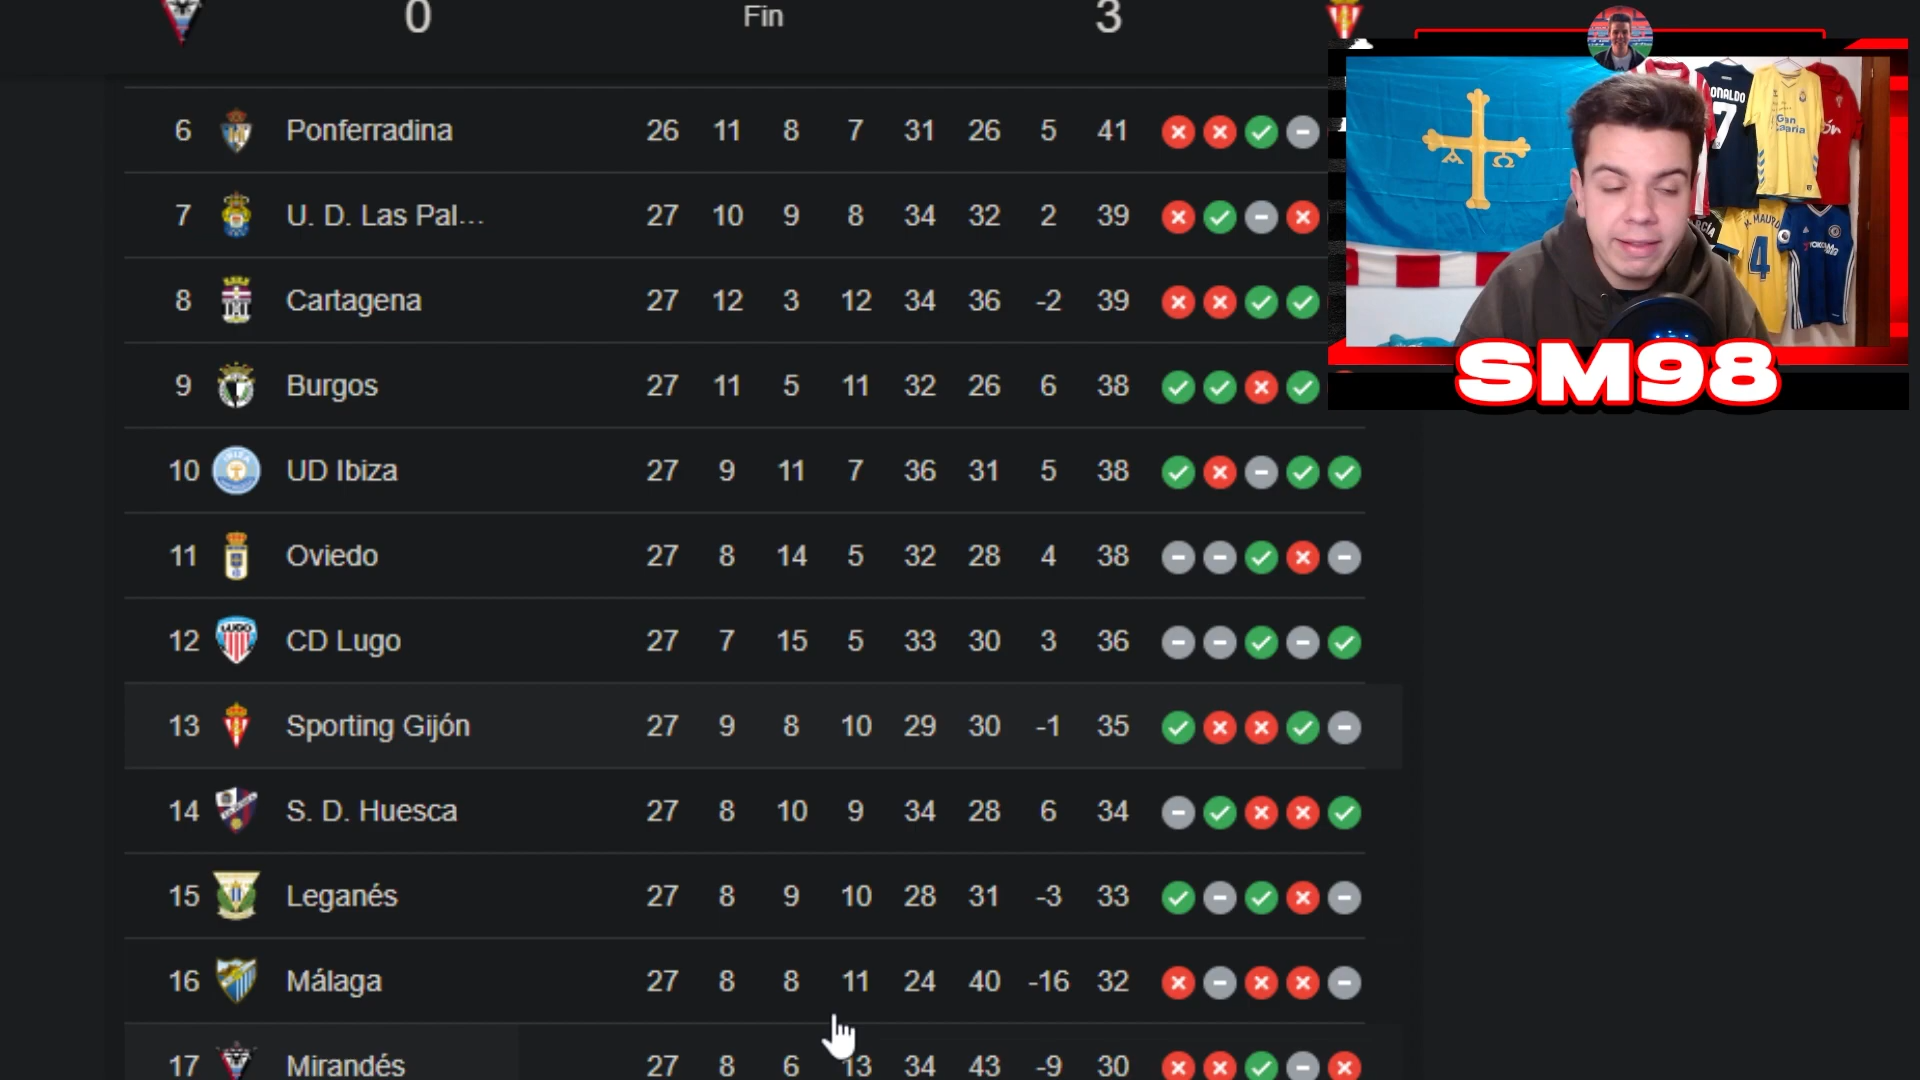 0 Fin 3
6 Ponferradina 26 11 8 7 31 26 5 41
7 U. D. Las Pal... 27 10 9 8 34 32 2 39
8 Cartagena 27 12 3 12 34 36 -2 39
9 Burgos 27 11 5 11 32 26 6 38
10 UD Ibiza 27 9 11 7 36 31 5 38
11 Oviedo 27 8 14 5 32 28 4 38
12 CD Lugo 27 7 15 5 33 30 3 36
13 Sporting Gijón 27 9 8 10 29 30 -1 35
14 S. D. Huesca 27 8 10 9 34 28 6 34
15 Leganés 27 8 9 10 28 31 -3 33
16 Málaga 27 8 8 11 24 40 -16 32
17 Mirandés 27 8 6 13 34 43 -9 30
ONALDO
7
Gan
Α Ω
MAURO
4
SM98